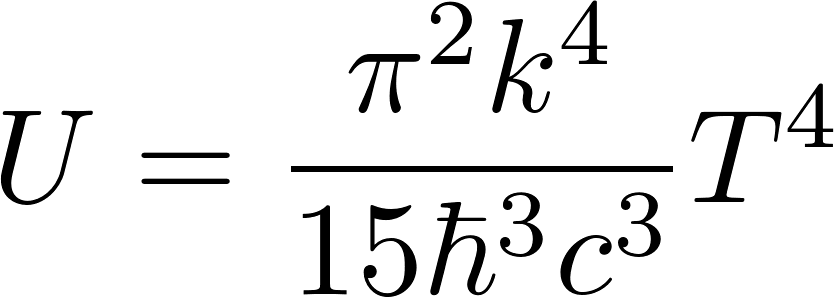 U = \frac{\pi^2 k^4}{15 \hbar^3 c^3} T^4